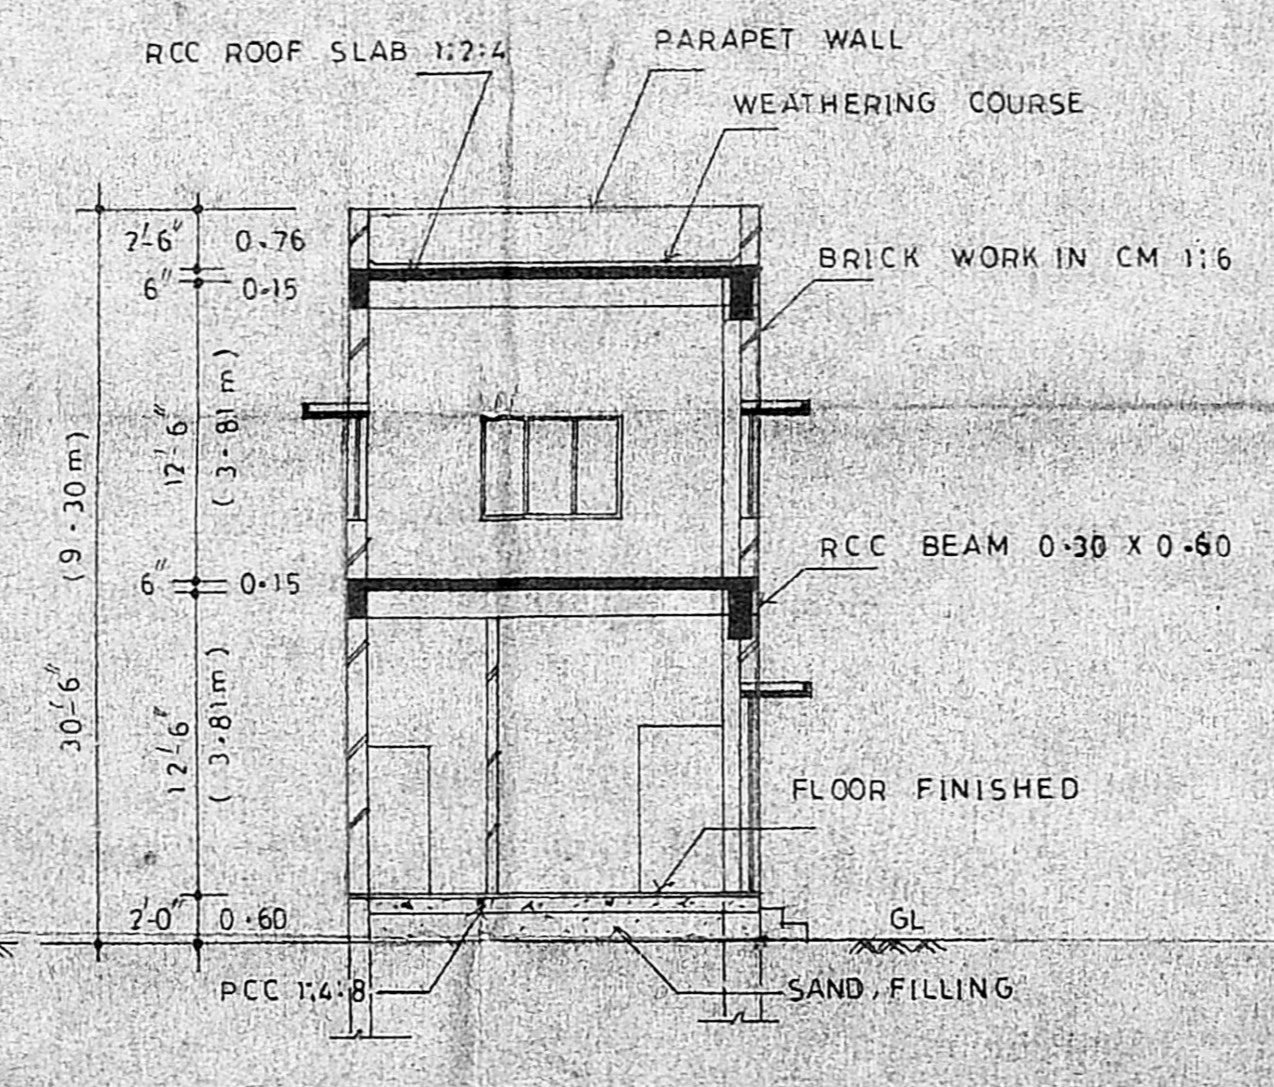 RCC ROOF SLAB 1:2:4
PARAPET WALL
WEATHERING COURSE
2'-6" 0.76
6" 0.15
BRICK WORK IN CM 1:6
12'-6" (3.81 m)
(9.30 m)
30'-6"
RCC BEAM 0.30 X 0.60
6" 0.15
12'-6" (3.81m)
FLOOR FINISHED
2'-0" 0.60
GL
PCC 1:4:8
SAND, FILLING